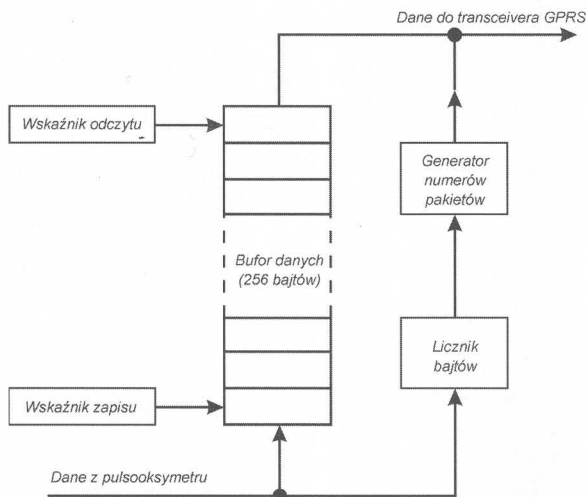 Dane do transceivera GPRS
Wskaźnik odczytu
Generator
numerów
pakietów
Bufor danych
(256 bajtów)
Licznik
bajtów
Wskaźnik zapisu
Dane z pulsooksymetru